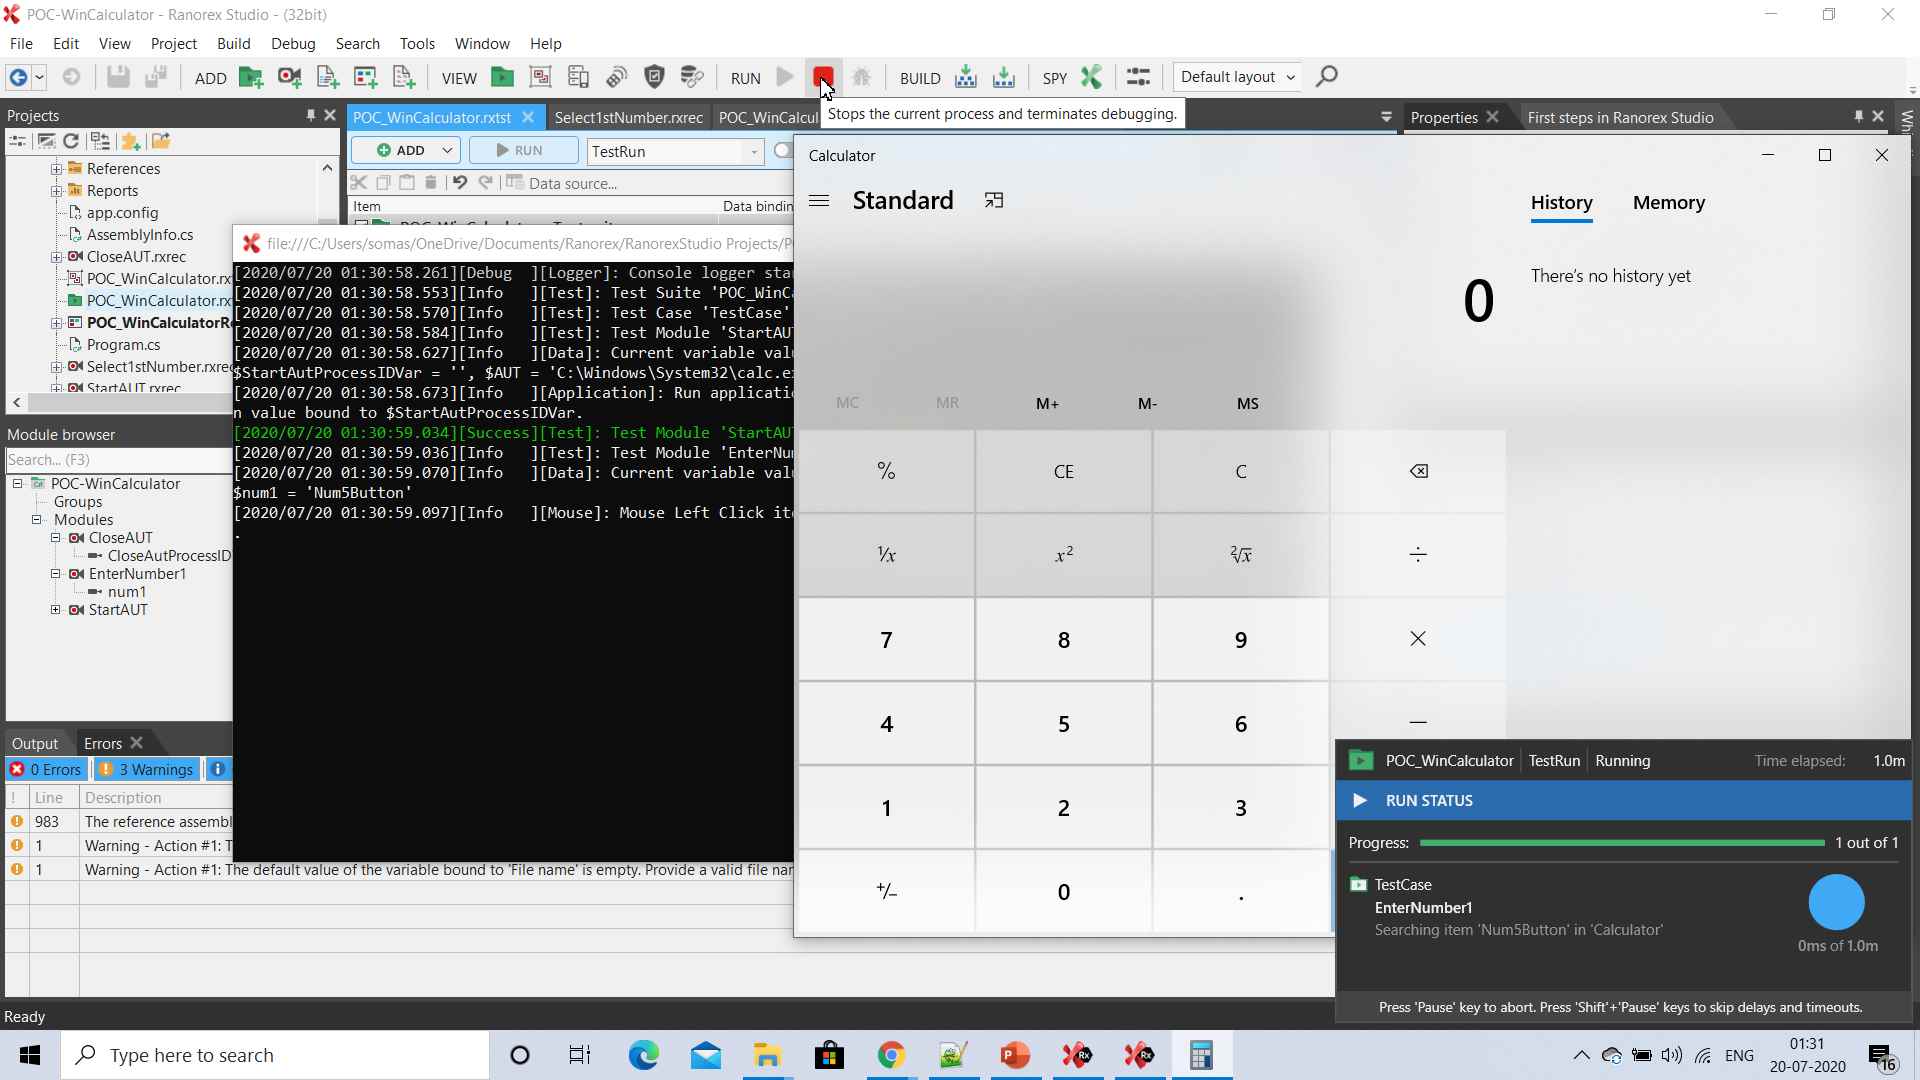 POC-WinCalculator - Ranorex Studio - (32bit)
File Edit View Project Build Debug Search Tools Window Help
ADD VIEW RUN BUILD SPY Default layout
Stops the current process and terminates debugging.
Projects
References
Reports
app.config
AssemblyInfo.cs
CloseAUT.rxrec
POC_WinCalculator.rx
POC_WinCalculator.rx
POC_WinCalculatorRe
Program.cs
Select1stNumber.rxrec
StartAUT.rxrec
POC_WinCalculator.rxtst Select1stNumber.rxrec POC_WinCalcul
ADD RUN TestRun
Data source...
Item Data bindin
Properties First steps in Ranorex Studio
file:///C:/Users/somas/OneDrive/Documents/Ranorex/RanorexStudio Projects/P
[2020/07/20 01:30:58.261][Debug ][Logger]: Console logger sta
[2020/07/20 01:30:58.553][Info ][Test]: Test Suite 'POC_WinC
[2020/07/20 01:30:58.570][Info ][Test]: Test Case 'TestCase'
[2020/07/20 01:30:58.584][Info ][Test]: Test Module 'StartAU
[2020/07/20 01:30:58.627][Info ][Data]: Current variable valu
$StartAutProcessIDVar = '', $AUT = 'C:\Windows\System32\calc.ex
[2020/07/20 01:30:58.673][Info ][Application]: Run applicatio
n value bound to $StartAutProcessIDVar.
[2020/07/20 01:30:59.034][Success][Test]: Test Module 'StartAU
[2020/07/20 01:30:59.036][Info ][Test]: Test Module 'EnterNum
[2020/07/20 01:30:59.070][Info ][Data]: Current variable valu
$num1 = 'Num5Button'
[2020/07/20 01:30:59.097][Info ][Mouse]: Mouse Left Click ite
.
Calculator
Standard
History Memory
There's no history yet
0
MC MR M+ M- MS
% CE C
¹/x x² ²√x ÷
7 8 9 ×
4 5 6 −
1 2 3
+/− 0 .
Module browser
Search... (F3)
POC-WinCalculator
Groups
Modules
CloseAUT
CloseAutProcessID
EnterNumber1
num1
StartAUT
Output Errors
0 Errors 3 Warnings
! Line Description
983 The reference assembl
1 Warning - Action #1: T
1 Warning - Action #1: The default value of the variable bound to 'File name' is empty. Provide a valid file nam
POC_WinCalculator TestRun Running Time elapsed: 1.0m
RUN STATUS
Progress: 1 out of 1
TestCase
EnterNumber1
Searching item 'Num5Button' in 'Calculator'
0ms of 1.0m
Press 'Pause' key to abort. Press 'Shift'+'Pause' keys to skip delays and timeouts.
Ready
Type here to search
ENG
01:31
20-07-2020
16